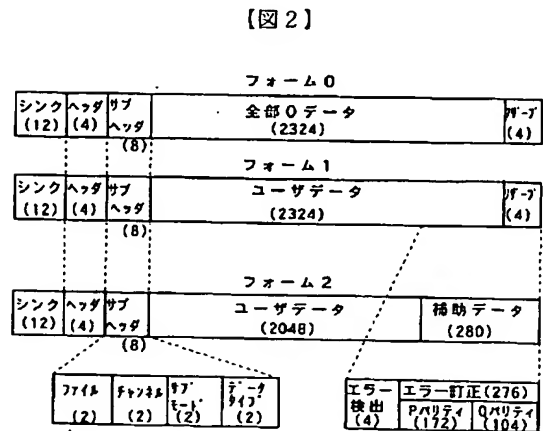 【図2】
フォーム0
シンク ヘッダ サブ 全部0データ リザーブ
(12) (4) ヘッダ (2324) (4)
(8)
フォーム1
シンク ヘッダ サブ ユーザデータ リザーブ
(12) (4) ヘッダ (2324) (4)
(8)
フォーム2
シンク ヘッダ サブ ユーザデータ 補助データ
(12) (4) ヘッダ (2048) (280)
(8)
ファイル チャンネル サブ データ エラー エラー訂正(276)
モード タイプ 検出 Pパリティ Qパリティ
(2) (2) (2) (2) (4) (172) (104)